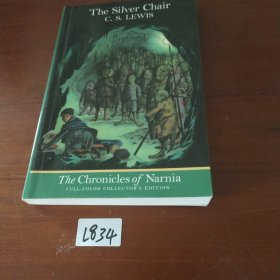 The Silver Chair
C. S. LEWIS
The Chronicles of Narnia
FULL-COLOR COLLECTOR'S EDITION
L834